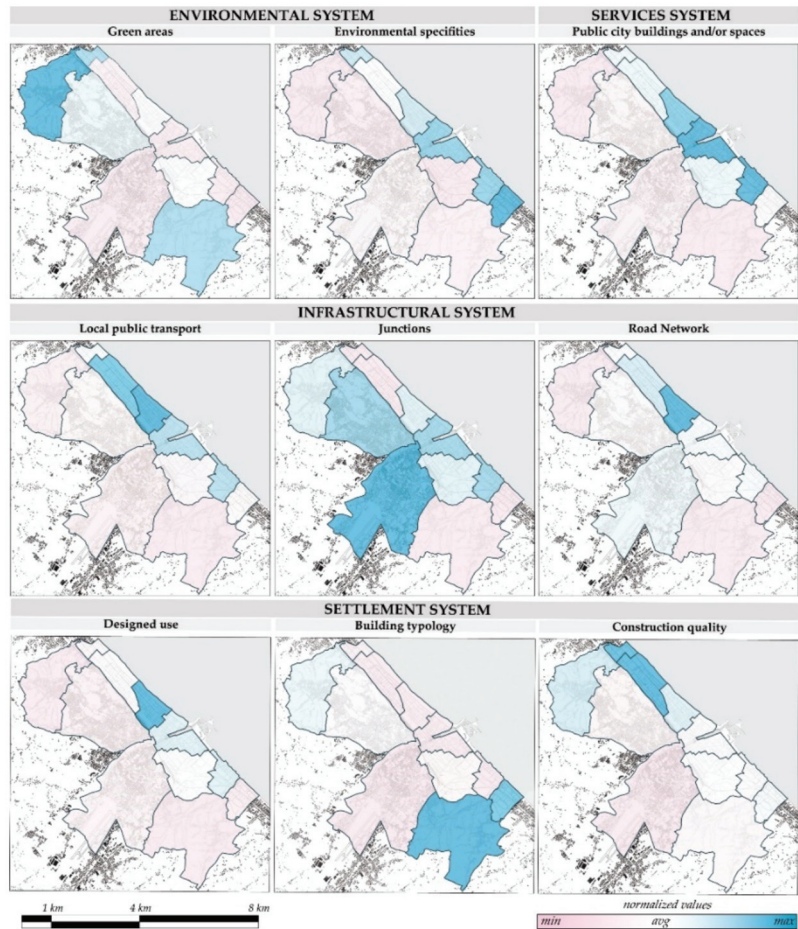 ENVIRONMENTAL SYSTEM SERVICES SYSTEM
Green areas Environmental specifities Public city buildings and/or spaces
INFRASTRUCTURAL SYSTEM
Local public transport Junctions Road Network
SETTLEMENT SYSTEM
Designed use Building typology Construction quality
1 km 4 km 8 km
normalized values
min avg max